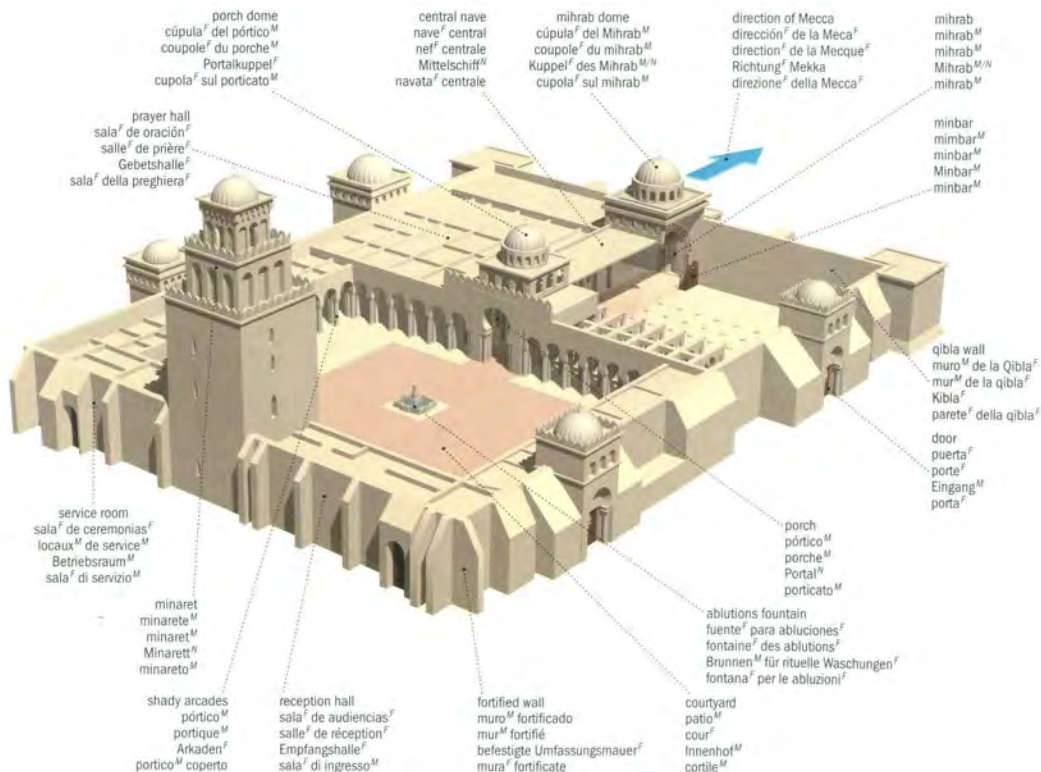 porch dome
cúpula^F del pórtico^M
coupole^F du porche^M
Portalkuppel^F
cupola^F sul porticato^M
central nave
nave^F central
nef^F centrale
Mittelschiff^N
navata^F centrale
mihrab dome
cúpula^F del Mihrab^M
coupole^F du mihrab^M
Kuppel^F des Mihrab^M/N
cupola^F sul mihrab^M
direction of Mecca
dirección^F de la Meca^F
direction^F de la Mecque^F
Richtung^F Mekka
direzione^F della Mecca^F
mihrab
mihrab^M
mihrab^M
Mihrab^M/N
mihrab^M
prayer hall
sala^F de oración^F
salle^F de prière^F
Gebetshalle^F
sala^F della preghiera^F
minbar
mimbar^M
minbar^M
Minbar^M
minbar^M
qibla wall
muro^M de la Qibla^F
mur^M de la qibla^F
Kibla^F
parete^F della qibla^F
door
puerta^F
porte^F
Eingang^M
porta^F
service room
sala^F de ceremonias^F
locaux^M de service^M
Betriebsraum^M
sala^F di servizio^M
porch
pórtico^M
porche^M
Portal^N
porticato^M
minaret
minarete^M
minaret^M
Minarett^N
minareto^M
ablutions fountain
fuente^F para abluciones^F
fontaine^F des ablutions^F
Brunnen^M für rituelle Waschungen^F
fontana^F per le abluzioni^F
shady arcades
pórtico^M
portique^M
Arkaden^F
portico^M coperto
reception hall
sala^F de audiencias^F
salle^F de réception^F
Empfangshalle^F
sala^F di ingresso^M
fortified wall
muro^M fortificado
mur^M fortifié
befestigte Umfassungsmauer^F
mura^F fortificate
courtyard
patio^M
cour^F
Innenhof^M
cortile^M